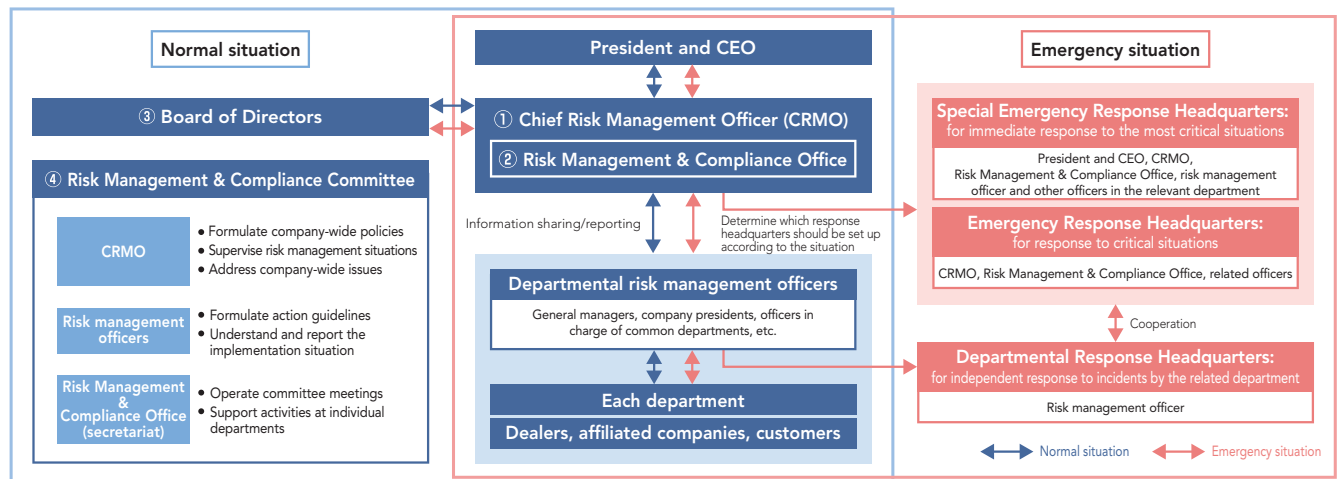 Normal situation
③ Board of Directors
④ Risk Management & Compliance Committee
CRMO
● Formulate company-wide policies
● Supervise risk management situations
● Address company-wide issues
Risk management
officers
● Formulate action guidelines
● Understand and report the
implementation situation
Risk Management
&
Compliance Office
(secretariat)
● Operate committee meetings
● Support activities at individual
departments
President and CEO
① Chief Risk Management Officer (CRMO)
② Risk Management & Compliance Office
Information sharing/reporting
Determine which response
headquarters should be set up
according to the situation
Departmental risk management officers
General managers, company presidents, officers in
charge of common departments, etc.
Each department
Dealers, affiliated companies, customers
Emergency situation
Special Emergency Response Headquarters:
for immediate response to the most critical situations
President and CEO, CRMO,
Risk Management & Compliance Office, risk management
officer and other officers in the relevant department
Emergency Response Headquarters:
for response to critical situations
CRMO, Risk Management & Compliance Office, related officers
Cooperation
Departmental Response Headquarters:
for independent response to incidents by the related department
Risk management officer
Normal situation
Emergency situation